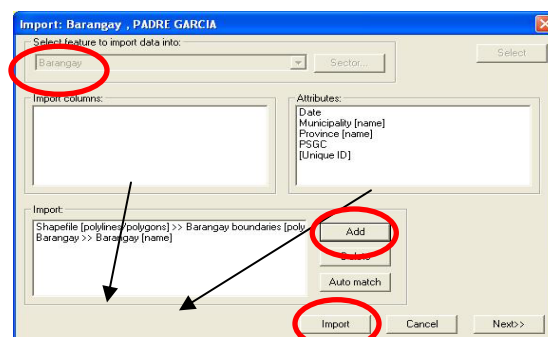 Import: Barangay , PADRE GARCIA
Select feature to import data into:
Barangay
Sector...
Select
Import columns:
Attributes:
Date
Municipality [name]
Province [name]
PSGC
[Unique ID]
Import:
Shapefile [polylines/polygons] >> Barangay boundaries [poly
Barangay >> Barangay [name]
Add
Delete
Auto match
Import
Cancel
Next>>